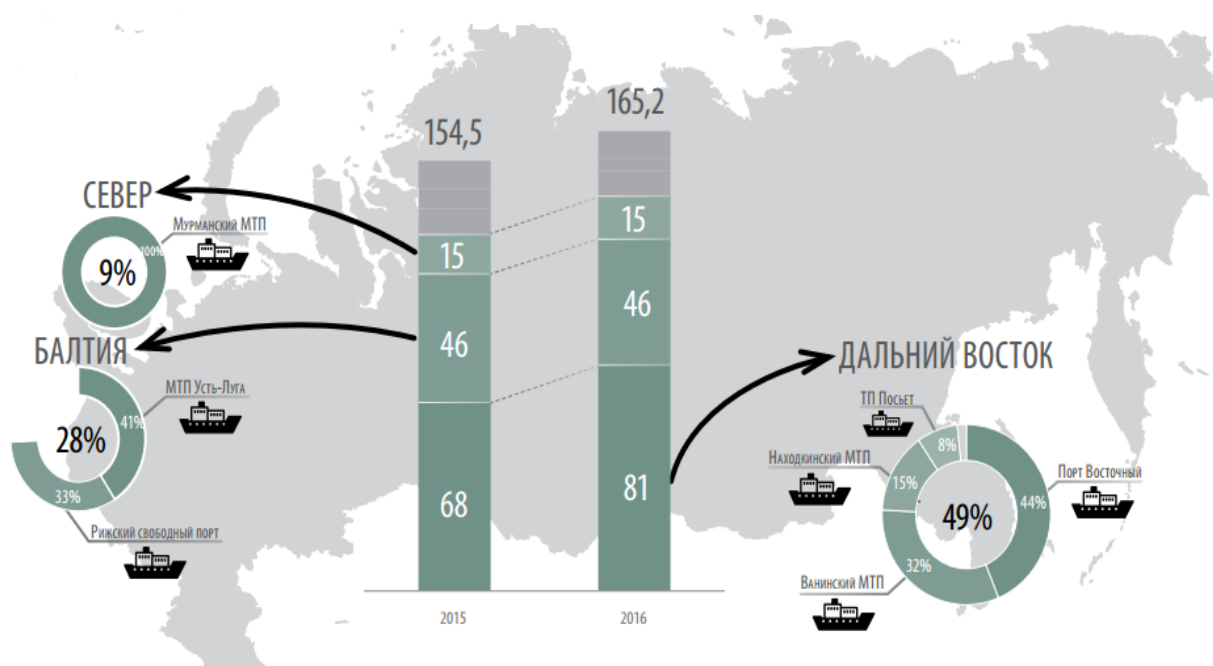 154,5
165,2
СЕВЕР
Мурманский МТП
100%
9%
15
15
46
46
68
81
БАЛТИЯ
МТП Усть-Луга
41%
28%
33%
Рижский свободный порт
ДАЛЬНИЙ ВОСТОК
ТП Посьет
8%
Находкинский МТП
15%
Порт Восточный
44%
49%
32%
Ванинский МТП
2015
2016